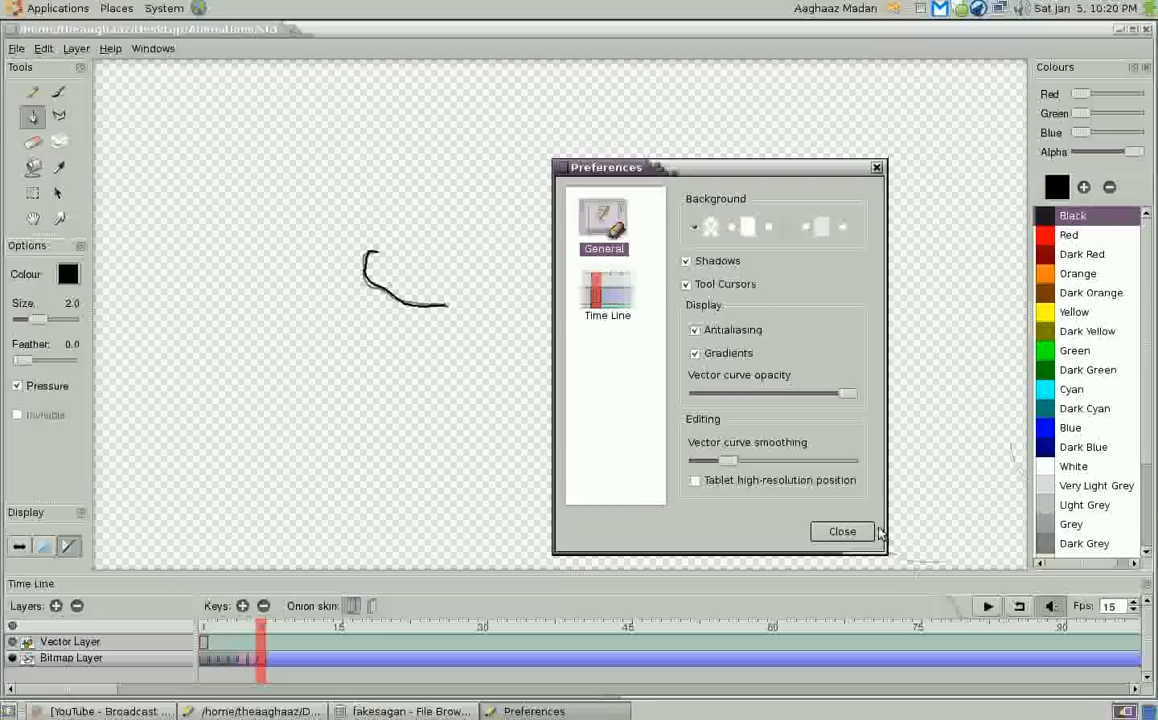 Applications Places System Aaghaaz Madan Sat Jan 5, 10:20 PM
File Edit Layer Help Windows
Tools
Options
Colour:
Size: 2.0
Feather: 0.0
Pressure
Invisible
Display
Preferences
General
Time Line
Background
Shadows
Tool Cursors
Display
Antialiasing
Gradients
Vector curve opacity
Editing
Vector curve smoothing
Tablet high-resolution position
Close
Colours
Red
Green
Blue
Alpha
Black
Red
Dark Red
Orange
Dark Orange
Yellow
Dark Yellow
Green
Dark Green
Cyan
Dark Cyan
Blue
Dark Blue
White
Very Light Grey
Light Grey
Grey
Dark Grey
Time Line
Layers: Keys: Onion skin: Fps: 15
1 15 30 45 60 75 90
Vector Layer
Bitmap Layer
[YouTube - Broadcast ... /home/theaaghaaz/D... fakesagan - File Brow... Preferences